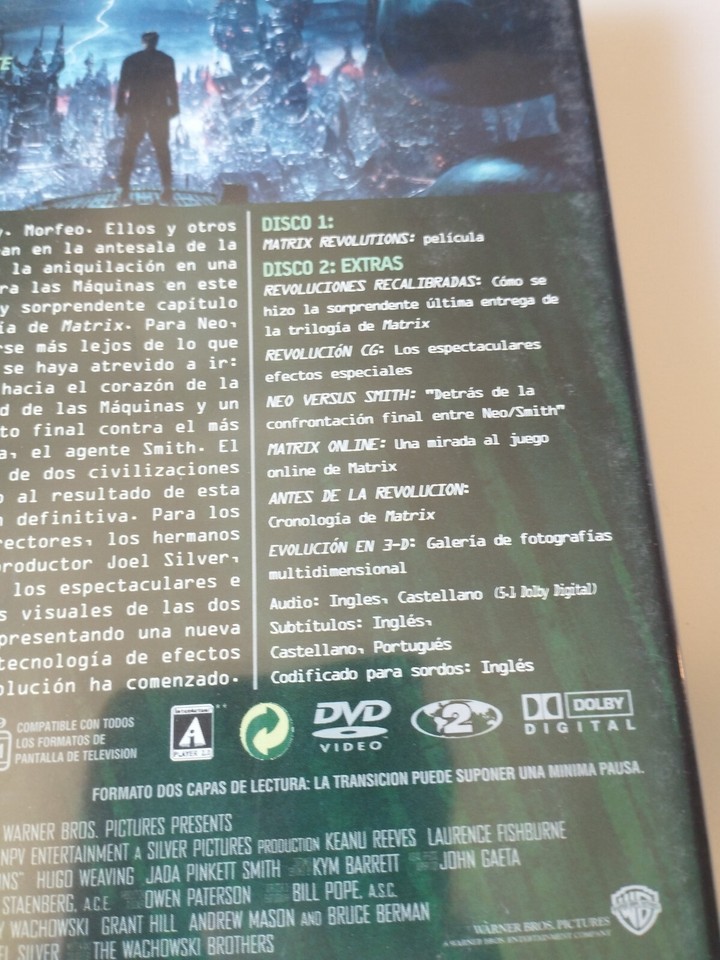 Morfeo. Ellos y otros
an en la antesala de la
la aniquilación en una
ra las Máquinas en este
y sorprendente capítulo
ía de Matrix. Para Neo,
rse más lejos de lo que
se haya atrevido a ir:
hacia el corazón de la
d de las Máquinas y un
to final contra el más
a, el agente Smith. El
de dos civilizaciones
o al resultado de esta
n definitiva. Para los
rectores, los hermanos
productor Joel Silver,
los espectaculares e
s visuales de las dos
presentando una nueva
tecnología de efectos
olución ha comenzado.
DISCO 1:
MATRIX REVOLUTIONS: película
DISCO 2: EXTRAS
REVOLUCIONES RECALIBRADAS: Cómo se
hizo la sorprendente última entrega de
la trilogía de Matrix
REVOLUCIÓN CG: Los espectaculares
efectos especiales
NEO VERSUS SMITH: "Detrás de la
confrontación final entre Neo/Smith"
MATRIX ONLINE: Una mirada al juego
online de Matrix
ANTES DE LA REVOLUCION:
Cronología de Matrix
EVOLUCIÓN EN 3-D: Galería de fotografías
multidimensional
Audio: Ingles, Castellano (5.1 Dolby Digital)
Subtítulos: Inglés,
Castellano, Portugués
Codificado para sordos: Inglés
COMPATIBLE CON TODOS
LOS FORMATOS DE
PANTALLA DE TELEVISION
INTERACTUAL
PLAYER 2.0
DVD
VIDEO
2
DOLBY
DIGITAL
FORMATO DOS CAPAS DE LECTURA: LA TRANSICION PUEDE SUPONER UNA MINIMA PAUSA.
WARNER BROS. PICTURES PRESENTS
NPV ENTERTAINMENT A SILVER PICTURES PRODUCTION KEANU REEVES LAURENCE FISHBURNE
INS" HUGO WEAVING JADA PINKETT SMITH KYM BARRETT JOHN GAETA
STAENBERG, A.C.E. OWEN PATERSON BILL POPE, A.S.C.
Y WACHOWSKI GRANT HILL ANDREW MASON AND BRUCE BERMAN
EL SILVER THE WACHOWSKI BROTHERS
WARNER BROS. PICTURES
A WARNER BROS. ENTERTAINMENT COMPANY